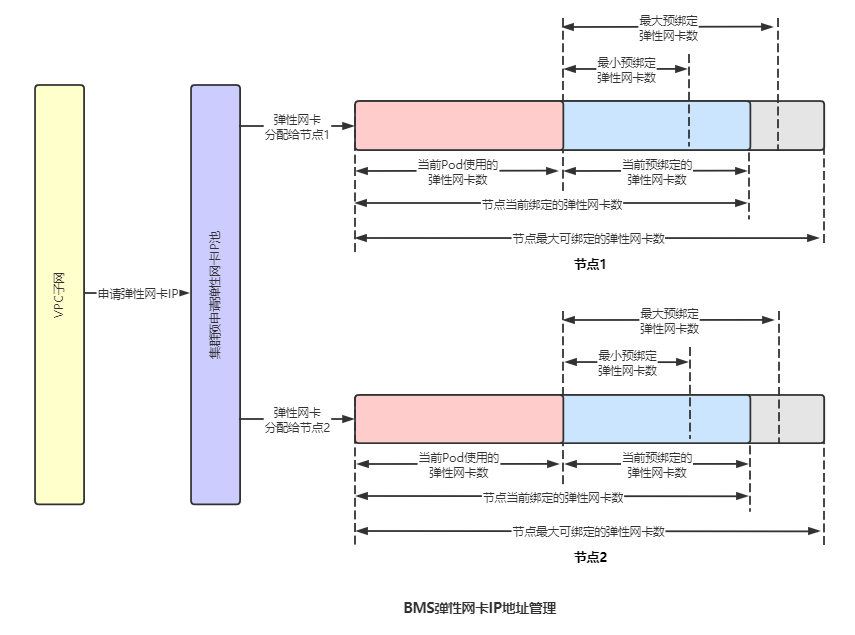 VPC子网
申请弹性网卡IP
集群预申请弹性网卡IP池
弹性网卡
分配给节点1
最大预绑定
弹性网卡数
最小预绑定
弹性网卡数
当前Pod使用的
弹性网卡数
当前预绑定的
弹性网卡数
节点当前绑定的弹性网卡数
节点最大可绑定的弹性网卡数
节点1
弹性网卡
分配给节点2
最大预绑定
弹性网卡数
最小预绑定
弹性网卡数
当前Pod使用的
弹性网卡数
当前预绑定的
弹性网卡数
节点当前绑定的弹性网卡数
节点最大可绑定的弹性网卡数
节点2
BMS弹性网卡IP地址管理